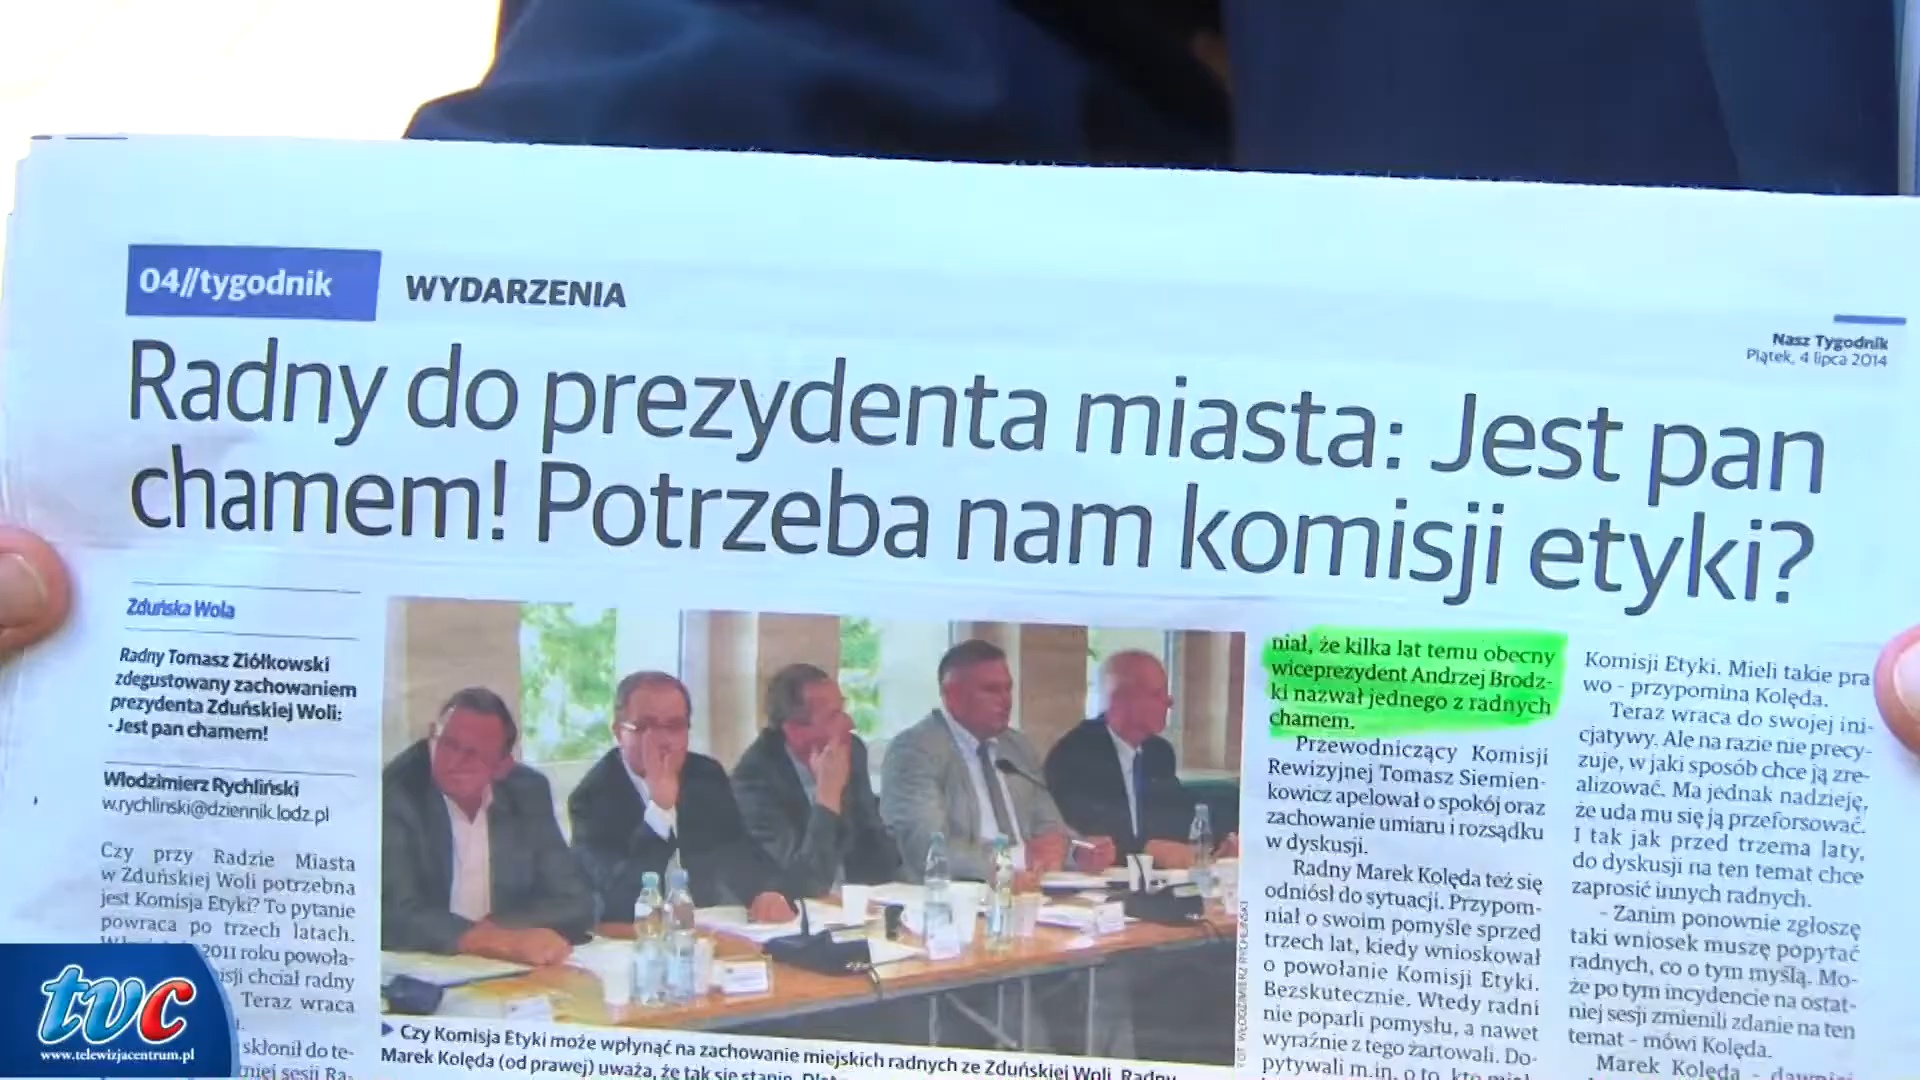 04//tygodnik
WYDARZENIA
Nasz Tygodnik
Piątek, 4 lipca 2014
Radny do prezydenta miasta: Jest pan
chamem! Potrzeba nam komisji etyki?
Zduńska Wola
Radny Tomasz Ziółkowski
zdegustowany zachowaniem
prezydenta Zduńskiej Woli:
- Jest pan chamem!
Włodzimierz Rychliński
w.rychlinski@dziennik.lodz.pl
Czy przy Radzie Miasta
w Zduńskiej Woli potrzebna
jest Komisja Etyki? To pytanie
powraca po trzech latach.
2011 roku powoła-
isji chciał radny
Teraz wraca
skłonił do te-
niej sesji Ra-
FOT. WŁODZIMIERZ RYCHLIŃSKI
Czy Komisja Etyki może wpłynąć na zachowanie miejskich radnych ze Zduńskiej Woli. Radny
Marek Kolęda (od prawej) uważa, że tak się stanie.
niał, że kilka lat temu obecny
wiceprezydent Andrzej Brodz-
ki nazwał jednego z radnych
chamem.
Przewodniczący Komisji
Rewizyjnej Tomasz Siemien-
kowicz apelował o spokój oraz
zachowanie umiaru i rozsądku
w dyskusji.
Radny Marek Kolęda też się
odniósł do sytuacji. Przypom-
niał o swoim pomyśle sprzed
trzech lat, kiedy wnioskował
o powołanie Komisji Etyki.
Bezskutecznie. Wtedy radni
nie poparli pomysłu, a nawet
wyraźnie z tego żartowali. Do-
pytywali m.in. o to, kto miał
Komisji Etyki. Mieli takie pra
wo - przypomina Kolęda.
Teraz wraca do swojej ini-
cjatywy. Ale na razie nie precy-
zuje, w jaki sposób chce ją zre-
alizować. Ma jednak nadzieję,
że uda mu się ją przeforsować.
I tak jak przed trzema laty,
do dyskusji na ten temat chce
zaprosić innych radnych.
- Zanim ponownie zgłoszę
taki wniosek muszę popytać
radnych, co o tym myślą. Mo-
że po tym incydencie na ostat-
niej sesji zmienili zdanie na ten
temat - mówi Kolęda.
Marek Kolęda - dawniej
tvc
www.telewizjacentrum.pl